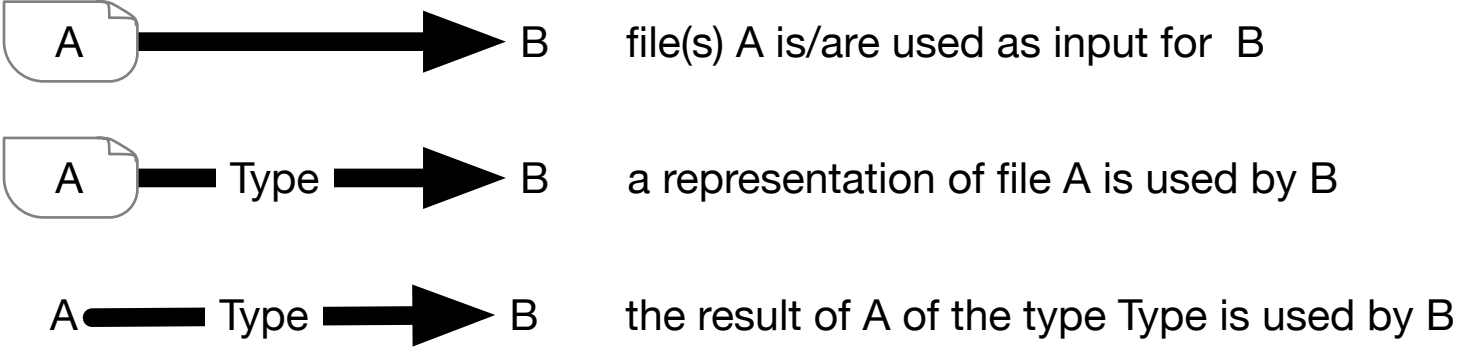 A B file(s) A is/are used as input for B
A Type B a representation of file A is used by B
A Type B the result of A of the type Type is used by B